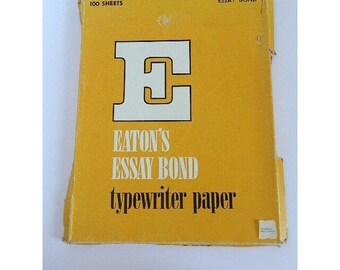 100 SHEETS
ESSAY BOND
E
EATON'S
ESSAY BOND
typewriter paper